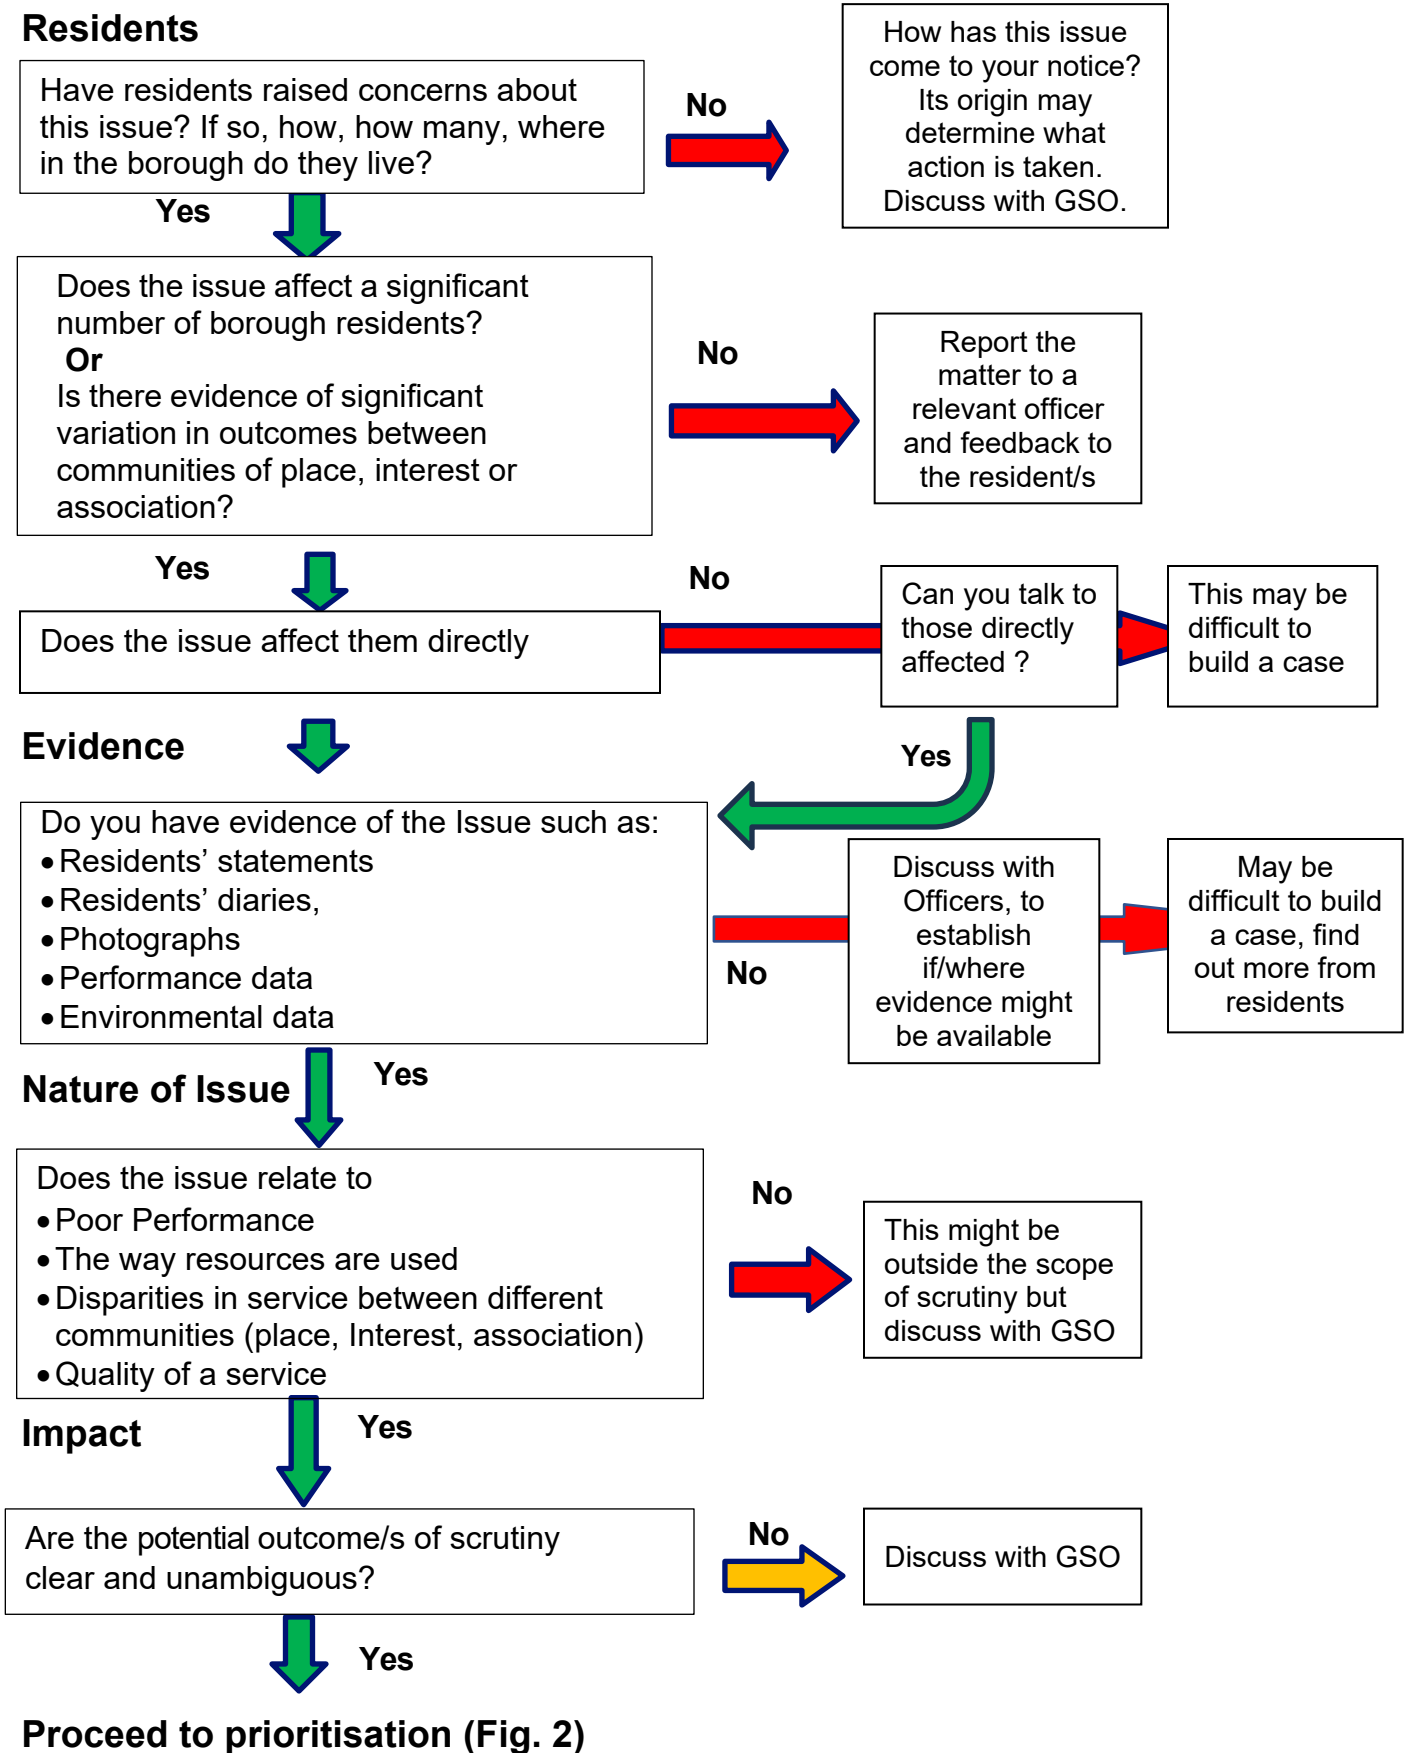 Residents
Have residents raised concerns about
this issue? If so, how, how many, where
in the borough do they live?
No
How has this issue
come to your notice?
Its origin may
determine what
action is taken.
Discuss with GSO.
Yes
Does the issue affect a significant
number of borough residents?
Or
Is there evidence of significant
variation in outcomes between
communities of place, interest or
association?
No
Report the
matter to a
relevant officer
and feedback to
the resident/s
Yes
Does the issue affect them directly
No
Can you talk to
those directly
affected ?
This may be
difficult to
build a case
Evidence
Yes
Do you have evidence of the Issue such as:
• Residents’ statements
• Residents’ diaries,
• Photographs
• Performance data
• Environmental data
No
Discuss with
Officers, to
establish
if/where
evidence might
be available
May be
difficult to build
a case, find
out more from
residents
Yes
Nature of Issue
Does the issue relate to
• Poor Performance
• The way resources are used
• Disparities in service between different
communities (place, Interest, association)
• Quality of a service
No
This might be
outside the scope
of scrutiny but
discuss with GSO
Yes
Impact
Are the potential outcome/s of scrutiny
clear and unambiguous?
No
Discuss with GSO
Yes
Proceed to prioritisation (Fig. 2)